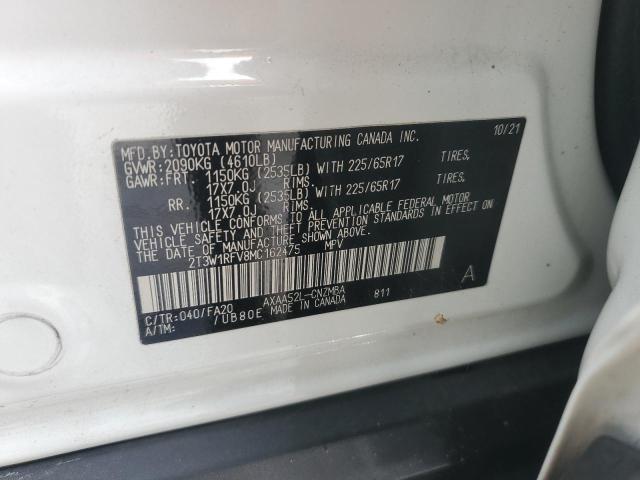 MFD.BY:TOYOTA MOTOR MANUFACTURING CANADA INC. 10/21
GVWR:2090KG (4610LB)
GAWR:FRT 1150KG (2535LB) WITH 225/65R17 TIRES,
17X7.0J RIMS.
RR 1150KG (2535LB) WITH 225/65R17 TIRES,
17X7.0J RIMS.
THIS VEHICLE CONFORMS TO ALL APPLICABLE FEDERAL MOTOR
VEHICLE SAFETY AND THEFT PREVENTION STANDARDS IN EFFECT ON
THE DATE OF MANUFACTURE SHOWN ABOVE.
2T3W1RFV8MC162475 MPV
A
C/TR:040/FA20 AXAA52L-CNZMBA 811
A/TM: /UB80E MADE IN CANADA